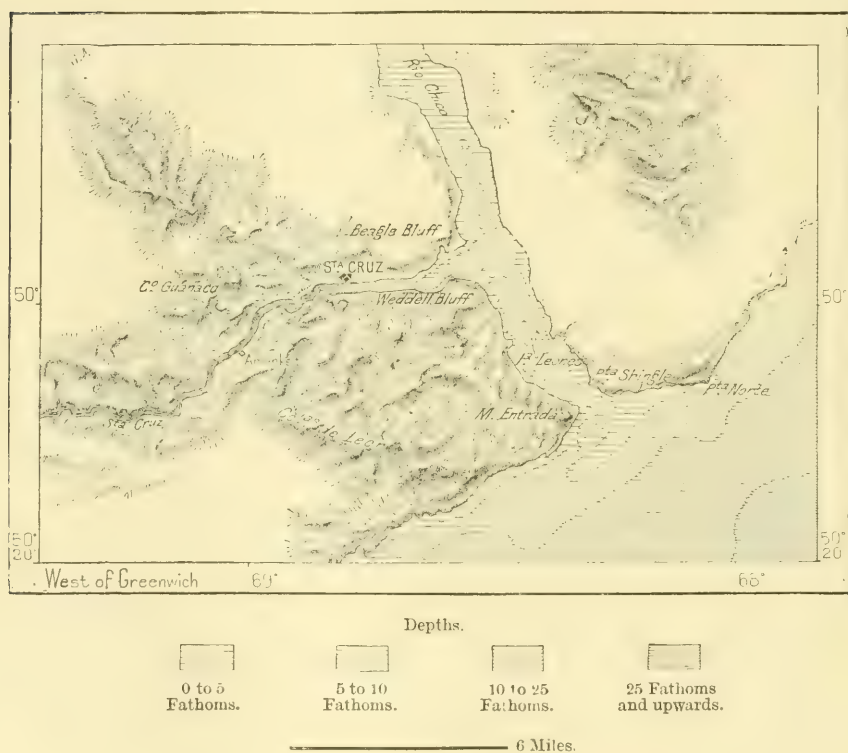 Rio Chico
Beagle Bluff
Sᵗᴬ CRUZ
Cº Guanaco
50°
50°
Weddell Bluff
Pᵗᵃ Shingle
Pᵗᵃ Norte
M. Entrada
Sᵗᵃ Cruz
50°
20'
50°
20'
West of Greenwich
69°
68°
Depths.
0 to 5
Fathoms.
5 to 10
Fathoms.
10 to 25
Fathoms.
25 Fathoms
and upwards.
6 Miles.